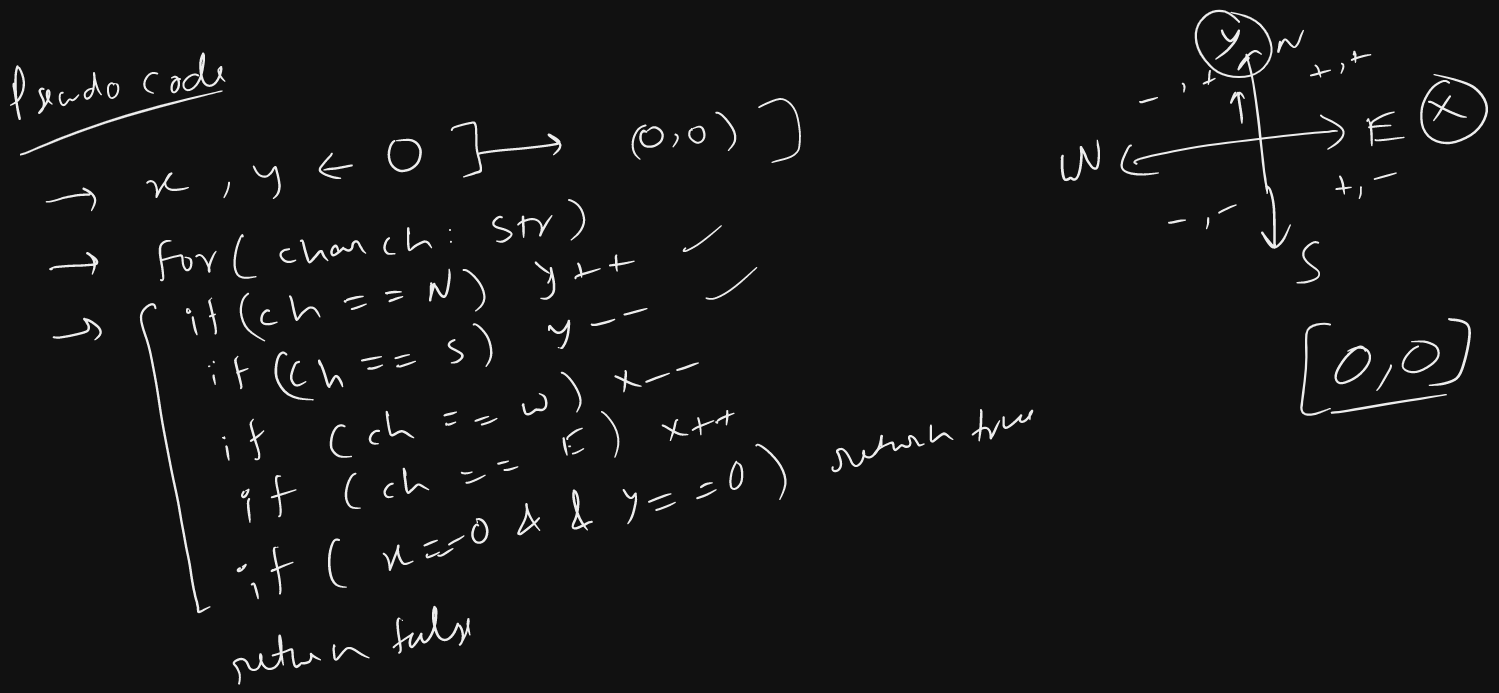 Pseudo code
→ x , y ← 0 ] → (0,0) ]
→ for ( char ch : str )
→ [ if (ch == N) y++ ✓
if (ch == S) y-- ✓
if (ch == W) x--
if (ch == E) x++
if ( x==0 && y==0 ) return true
return false
y N
-,+ +,+
W E X
-,- +,-
S
[0,0]